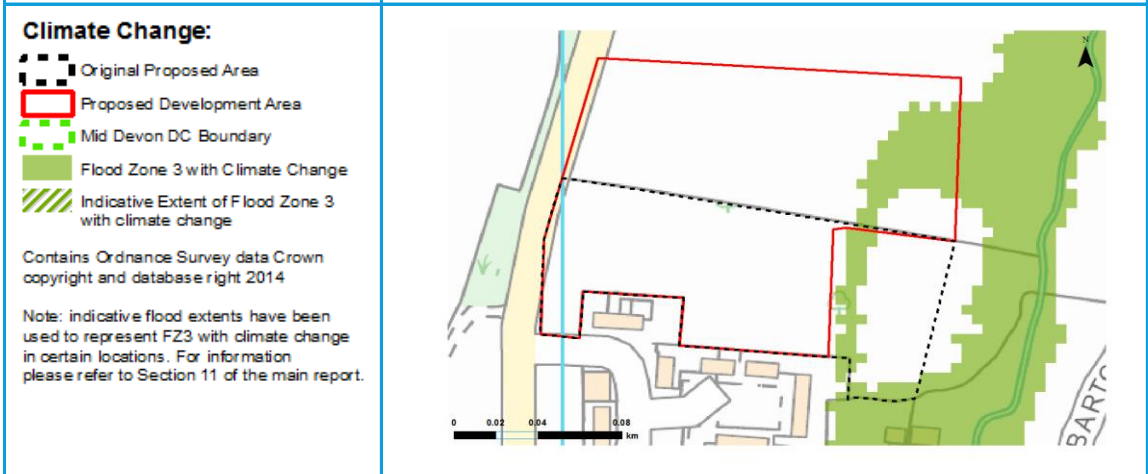 Climate Change:
Original Proposed Area
Proposed Development Area
Mid Devon DC Boundary
Flood Zone 3 with Climate Change
Indicative Extent of Flood Zone 3
with climate change
Contains Ordnance Survey data Crown
copyright and database right 2014
Note: indicative flood extents have been
used to represent FZ3 with climate change
in certain locations. For information
please refer to Section 11 of the main report.
N
0 0.02 0.04 0.08
km
BARTO